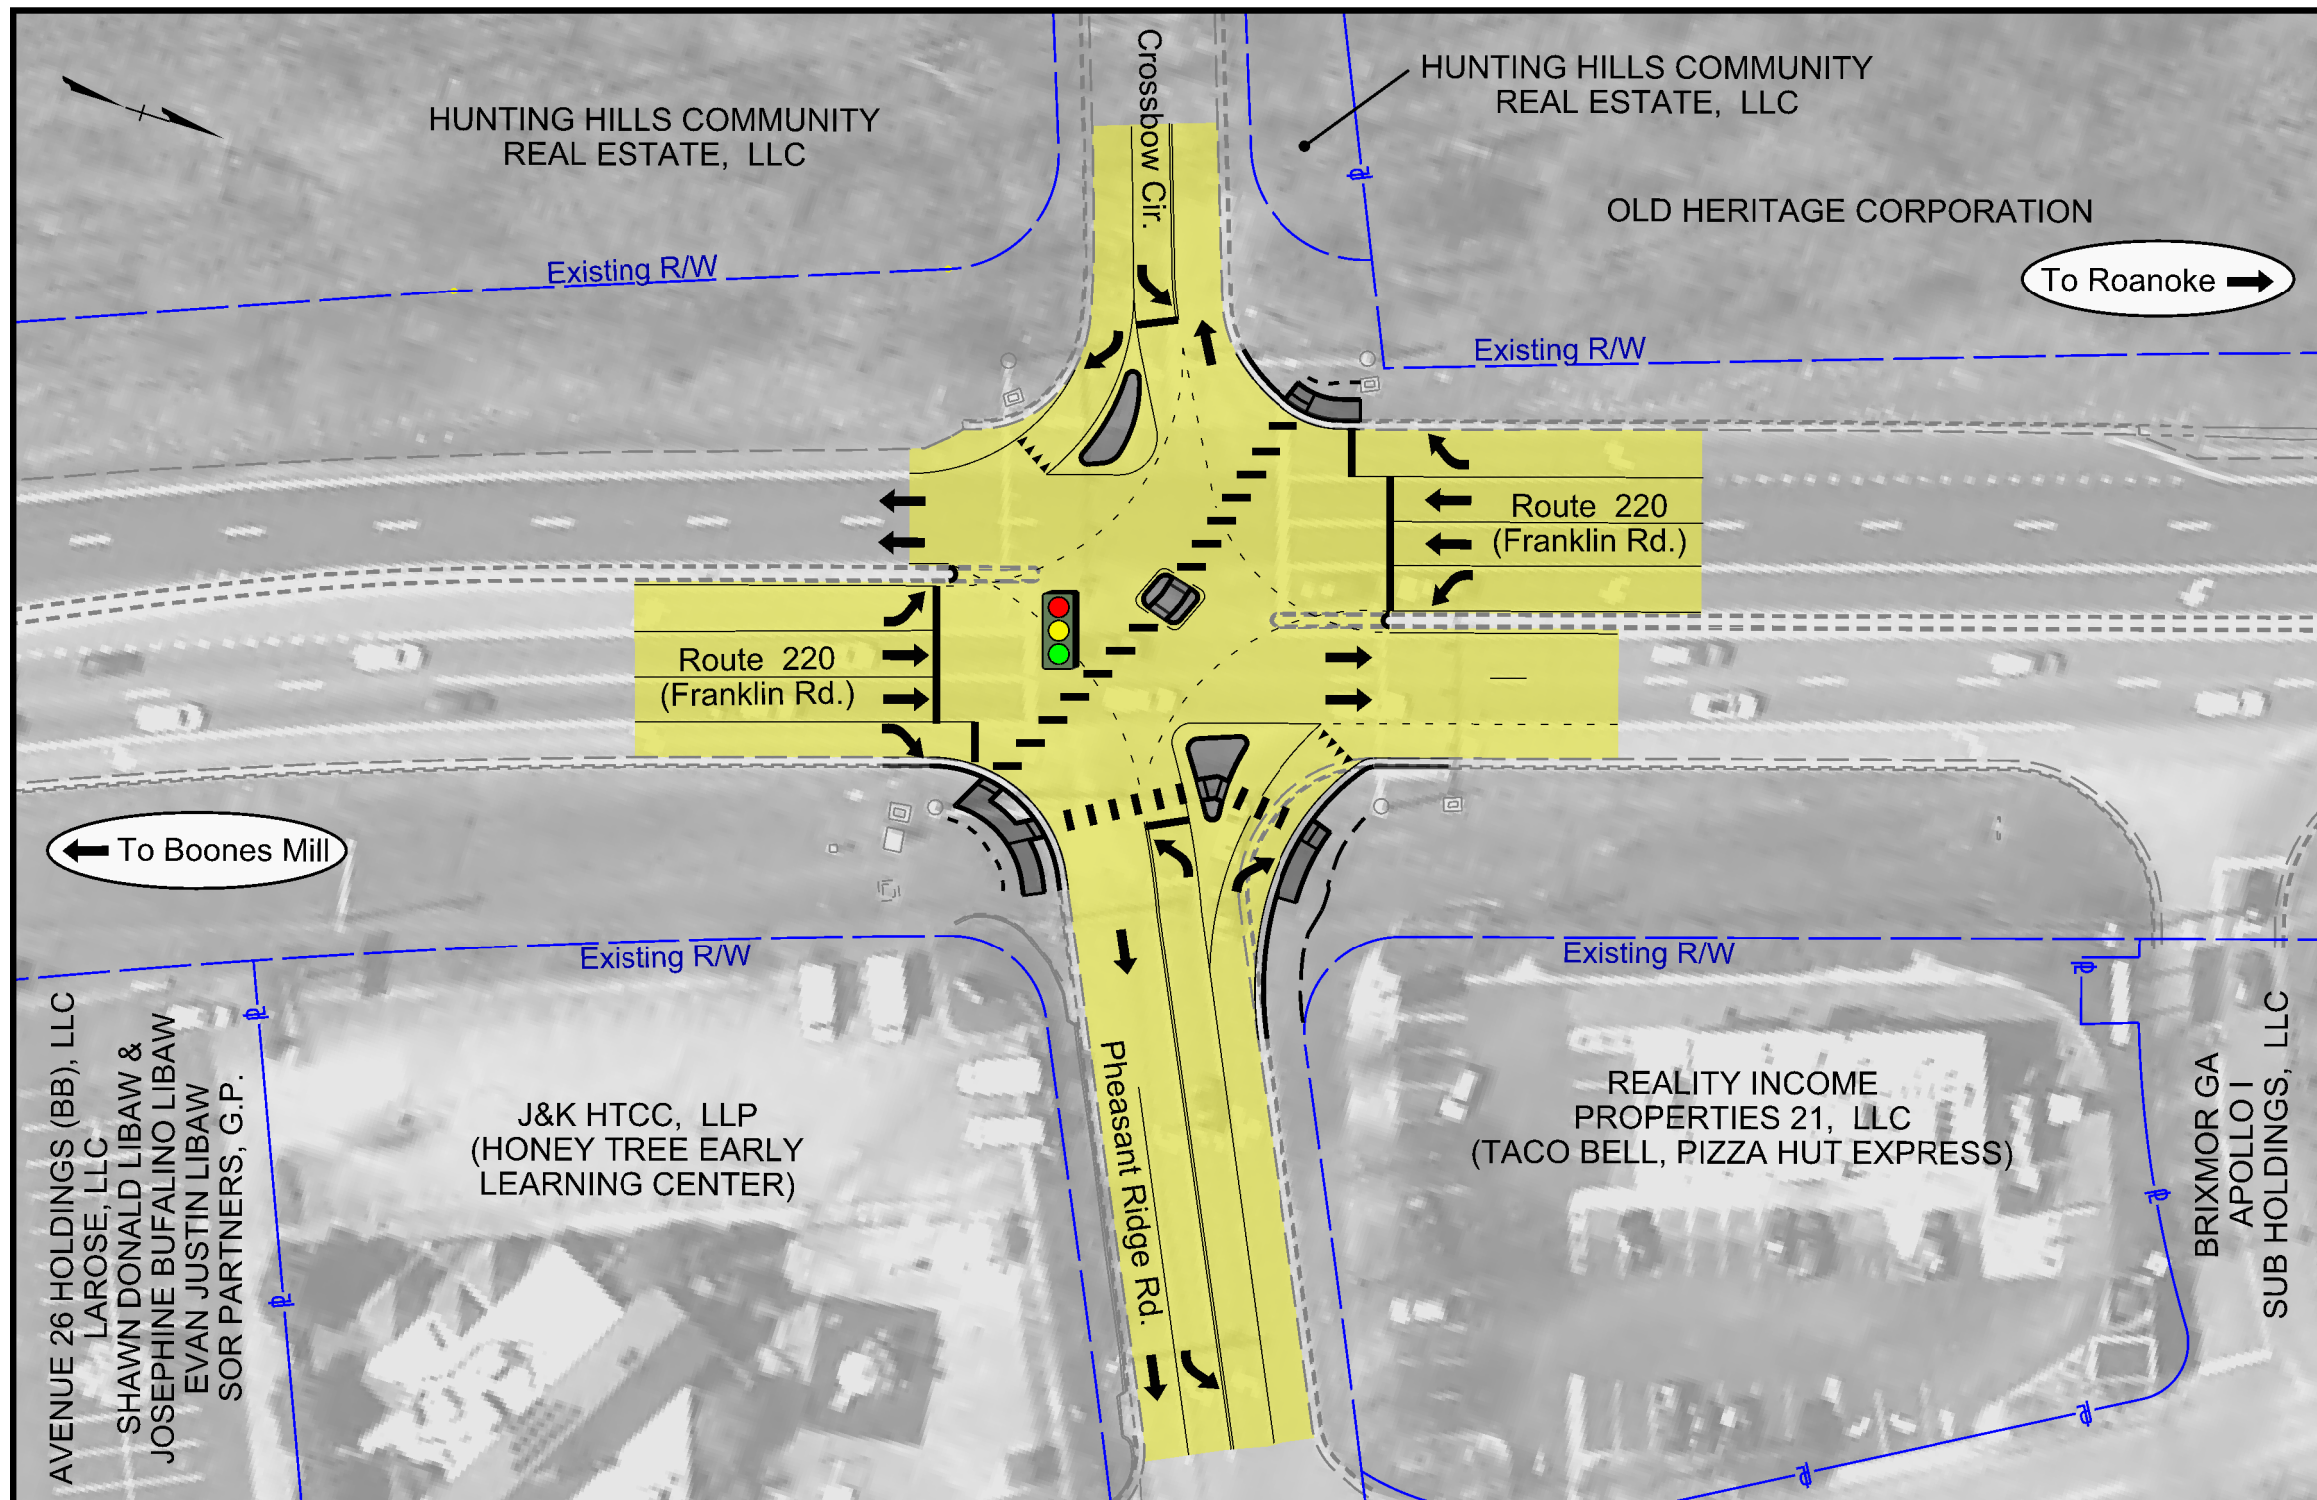 Crossbow Cir.
HUNTING HILLS COMMUNITY
REAL ESTATE, LLC
HUNTING HILLS COMMUNITY
REAL ESTATE, LLC
OLD HERITAGE CORPORATION
To Roanoke
Existing R/W
Existing R/W
Route 220
(Franklin Rd.)
Route 220
(Franklin Rd.)
To Boones Mill
Existing R/W
Existing R/W
AVENUE 26 HOLDINGS (BB), LLC
LAROSE, LLC
SHAWN DONALD LIBAW &
JOSEPHINE BUFALINO LIBAW
EVAN JUSTIN LIBAW
SOR PARTNERS, G.P.
J&K HTCC, LLP
(HONEY TREE EARLY
LEARNING CENTER)
Pheasant Ridge Rd.
REALITY INCOME
PROPERTIES 21, LLC
(TACO BELL, PIZZA HUT EXPRESS)
BRIXMOR GA
APOLLO I
SUB HOLDINGS, LLC